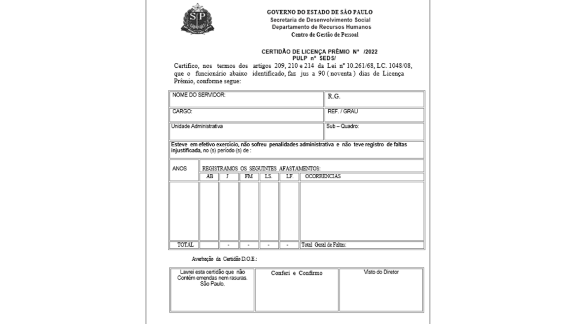 SP
GOVERNO DO ESTADO DE SÃO PAULO
Secretaria de Desenvolvimento Social
Departamento de Recursos Humanos
Centro de Gestão de Pessoal
CERTIDÃO DE LICENÇA PRÊMIO Nº /2022
PULP nº SEDS/
Certifico, nos termos dos artigos 209, 210 e 214 da Lei nº 10.261/68, L.C. 1048/08,
que o funcionário abaixo identificado, faz jus a 90 ( noventa ) dias de Licença
Prêmio, conforme segue:
NOME DO SERVIDOR: R.G.
CARGO: REF. / GRAU
Unidade Administrativa Sub – Quadro:
Esteve em efetivo exercício, não sofreu penalidades administrativa e não teve registro de faltas
injustificada, no (s) período (s) de :
ANOS REGISTRAMOS OS SEGUINTES AFASTAMENTOS:
AB J FM LS LF OCORRÊNCIAS
TOTAL - - - - Total Geral de Faltas:
Averbação da Certidão D.O.E.:
Lavrei esta certidão que não Conferi e Confirmo Visto do Diretor
Contém emendas nem rasuras.
São Paulo,